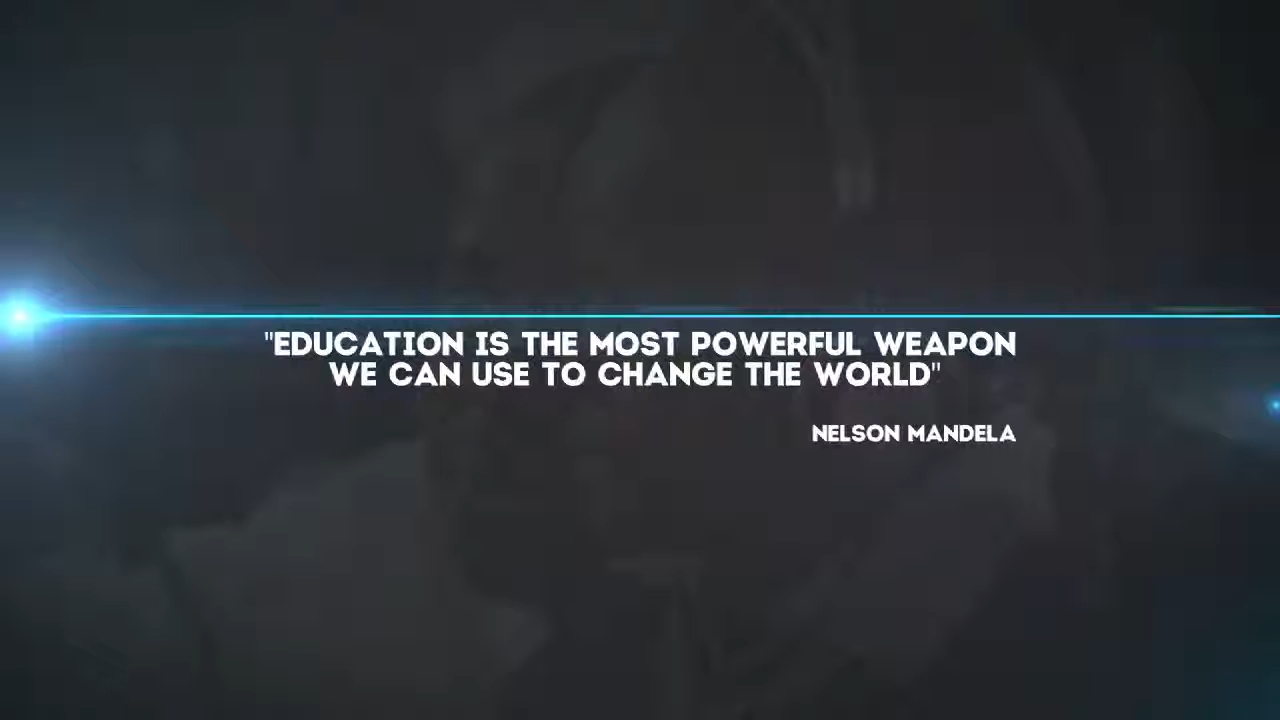 "EDUCATION IS THE MOST POWERFUL WEAPON
WE CAN USE TO CHANGE THE WORLD"
NELSON MANDELA